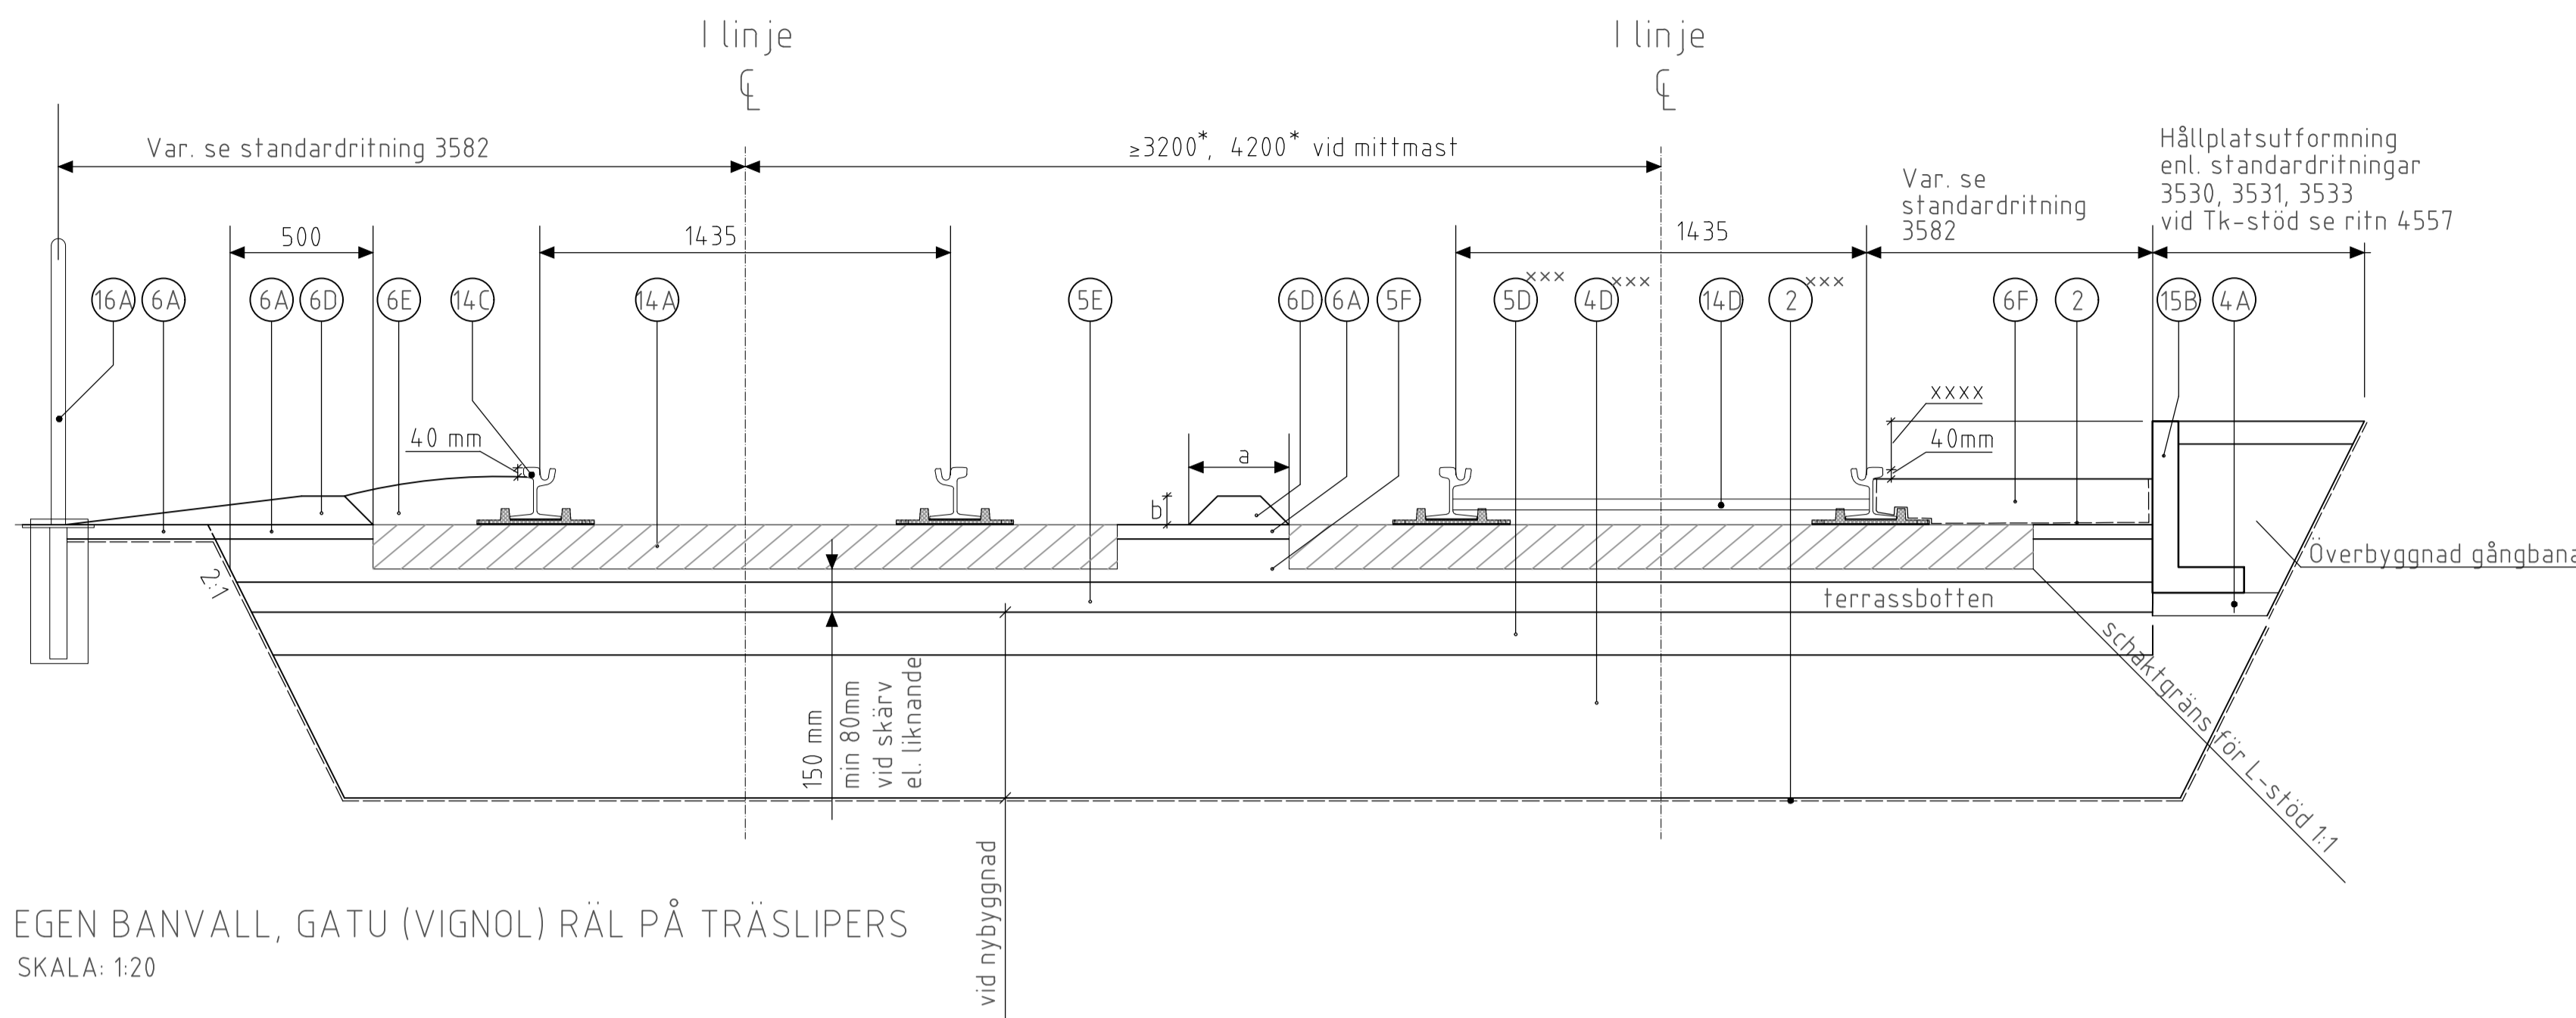 I linje
I linje
℄
℄
Var. se standardritning 3582
≥3200*, 4200* vid mittmast
Hållplatsutformning
enl. standardritningar
3530, 3531, 3533
vid Tk-stöd se ritn 4557
Var. se
standardritning
3582
500
1435
1435
16A
6A
6A
6D
6E
14C
14A
5E
6D
6A
5F
5D xxx
4D xxx
14D
2 xxx
6F
2
15B
4A
40 mm
a
b
xxxx
40mm
2:1
Överbyggnad gångbana
terrassbotten
150 mm
min 80mm
vid skärv
el. liknande
schaktgräns för L-stöd 1:1
vid nybyggnad
EGEN BANVALL, GATU (VIGNOL) RÄL PÅ TRÄSLIPERS
SKALA: 1:20